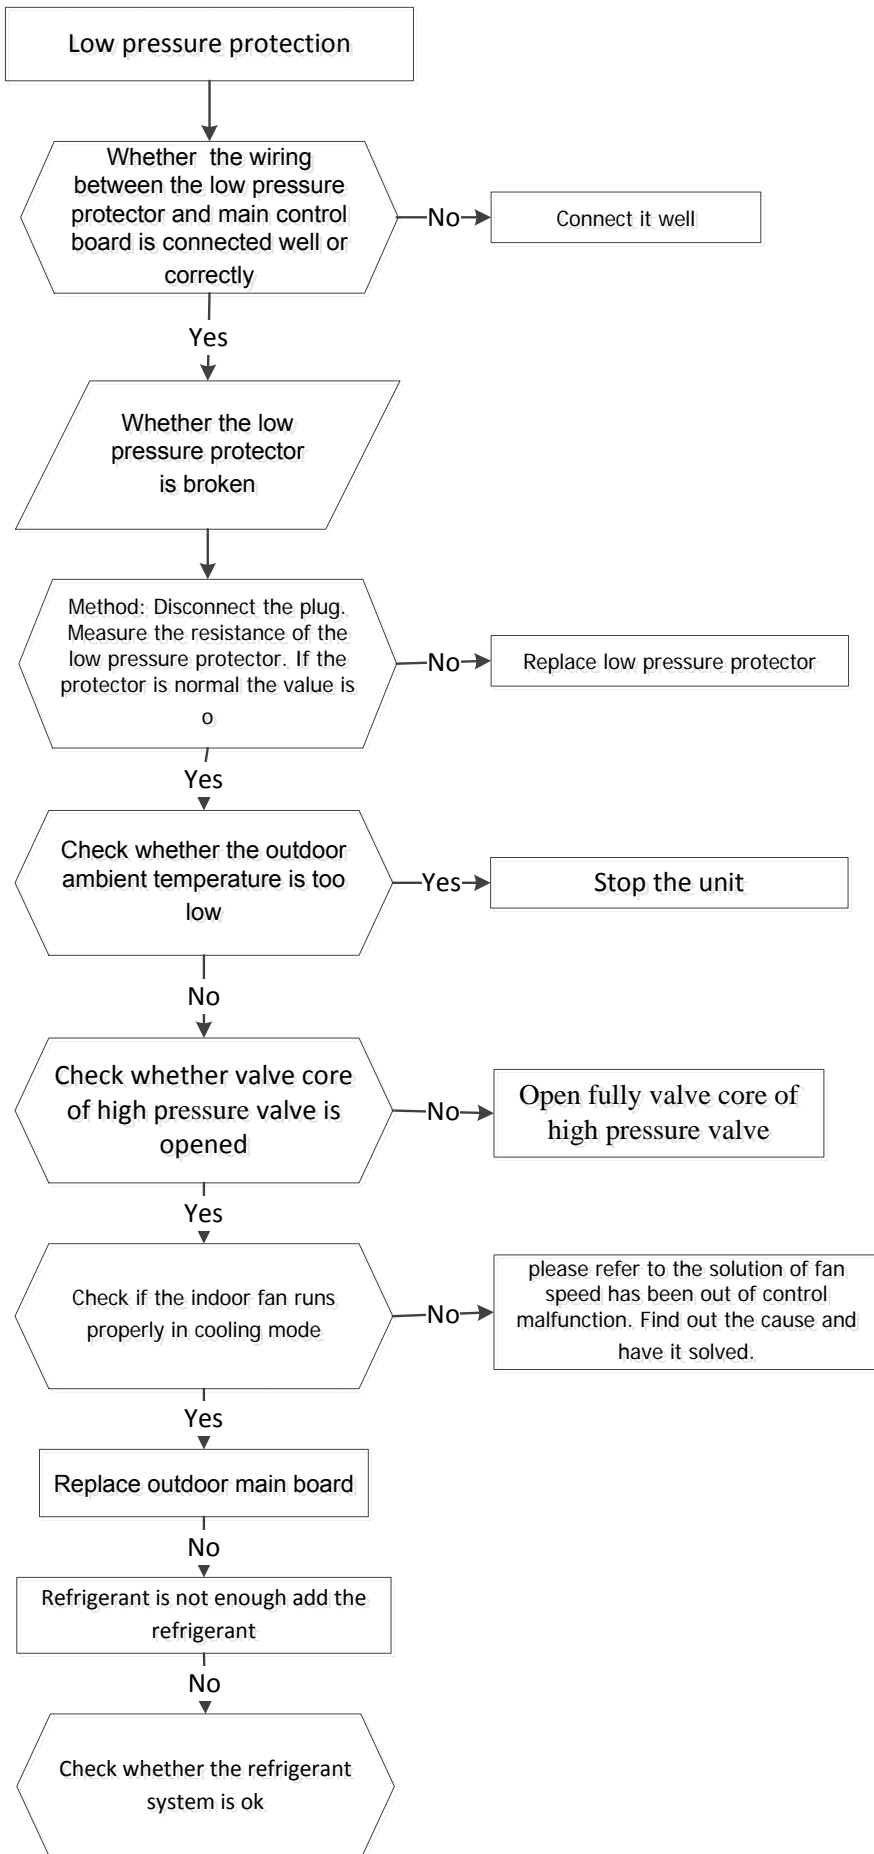 Low pressure protection
Whether the wiring
between the low pressure
protector and main control
board is connected well or
correctly
No
Connect it well
Yes
Whether the low
pressure protector
is broken
Method: Disconnect the plug.
Measure the resistance of the
low pressure protector. If the
protector is normal the value is
o
No
Replace low pressure protector
Yes
Check whether the outdoor
ambient temperature is too
low
Yes
Stop the unit
No
Check whether valve core
of high pressure valve is
opened
No
Open fully valve core of
high pressure valve
Yes
Check if the indoor fan runs
properly in cooling mode
No
please refer to the solution of fan
speed has been out of control
malfunction. Find out the cause and
have it solved.
Yes
Replace outdoor main board
No
Refrigerant is not enough add the
refrigerant
No
Check whether the refrigerant
system is ok